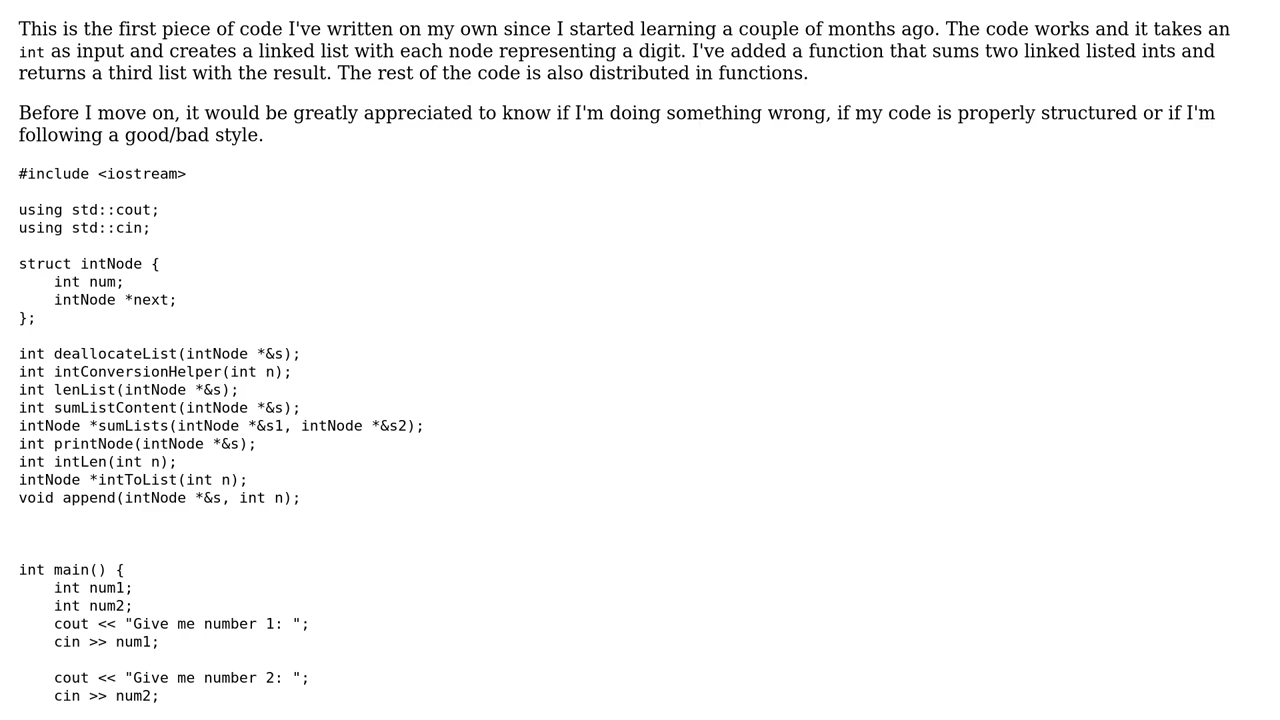 This is the first piece of code I've written on my own since I started learning a couple of months ago. The code works and it takes an
int as input and creates a linked list with each node representing a digit. I've added a function that sums two linked listed ints and
returns a third list with the result. The rest of the code is also distributed in functions.
Before I move on, it would be greatly appreciated to know if I'm doing something wrong, if my code is properly structured or if I'm
following a good/bad style.
#include <iostream>
using std::cout;
using std::cin;
struct intNode {
    int num;
    intNode *next;
};
int deallocateList(intNode *&s);
int intConversionHelper(int n);
int lenList(intNode *&s);
int sumListContent(intNode *&s);
intNode *sumLists(intNode *&s1, intNode *&s2);
int printNode(intNode *&s);
int intLen(int n);
intNode *intToList(int n);
void append(intNode *&s, int n);
int main() {
    int num1;
    int num2;
    cout << "Give me number 1: ";
    cin >> num1;
    cout << "Give me number 2: ";
    cin >> num2;